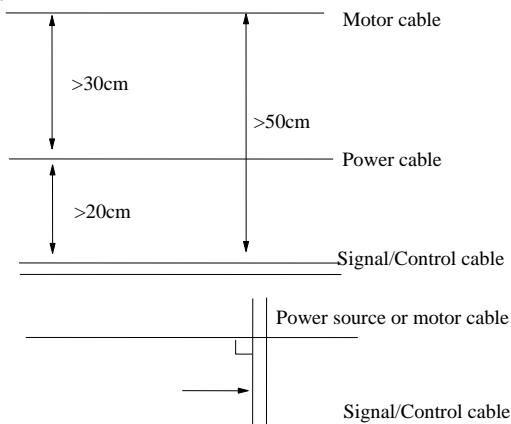 Motor cable
>30cm
>50cm
Power cable
>20cm
Signal/Control cable
Power source or motor cable
Signal/Control cable